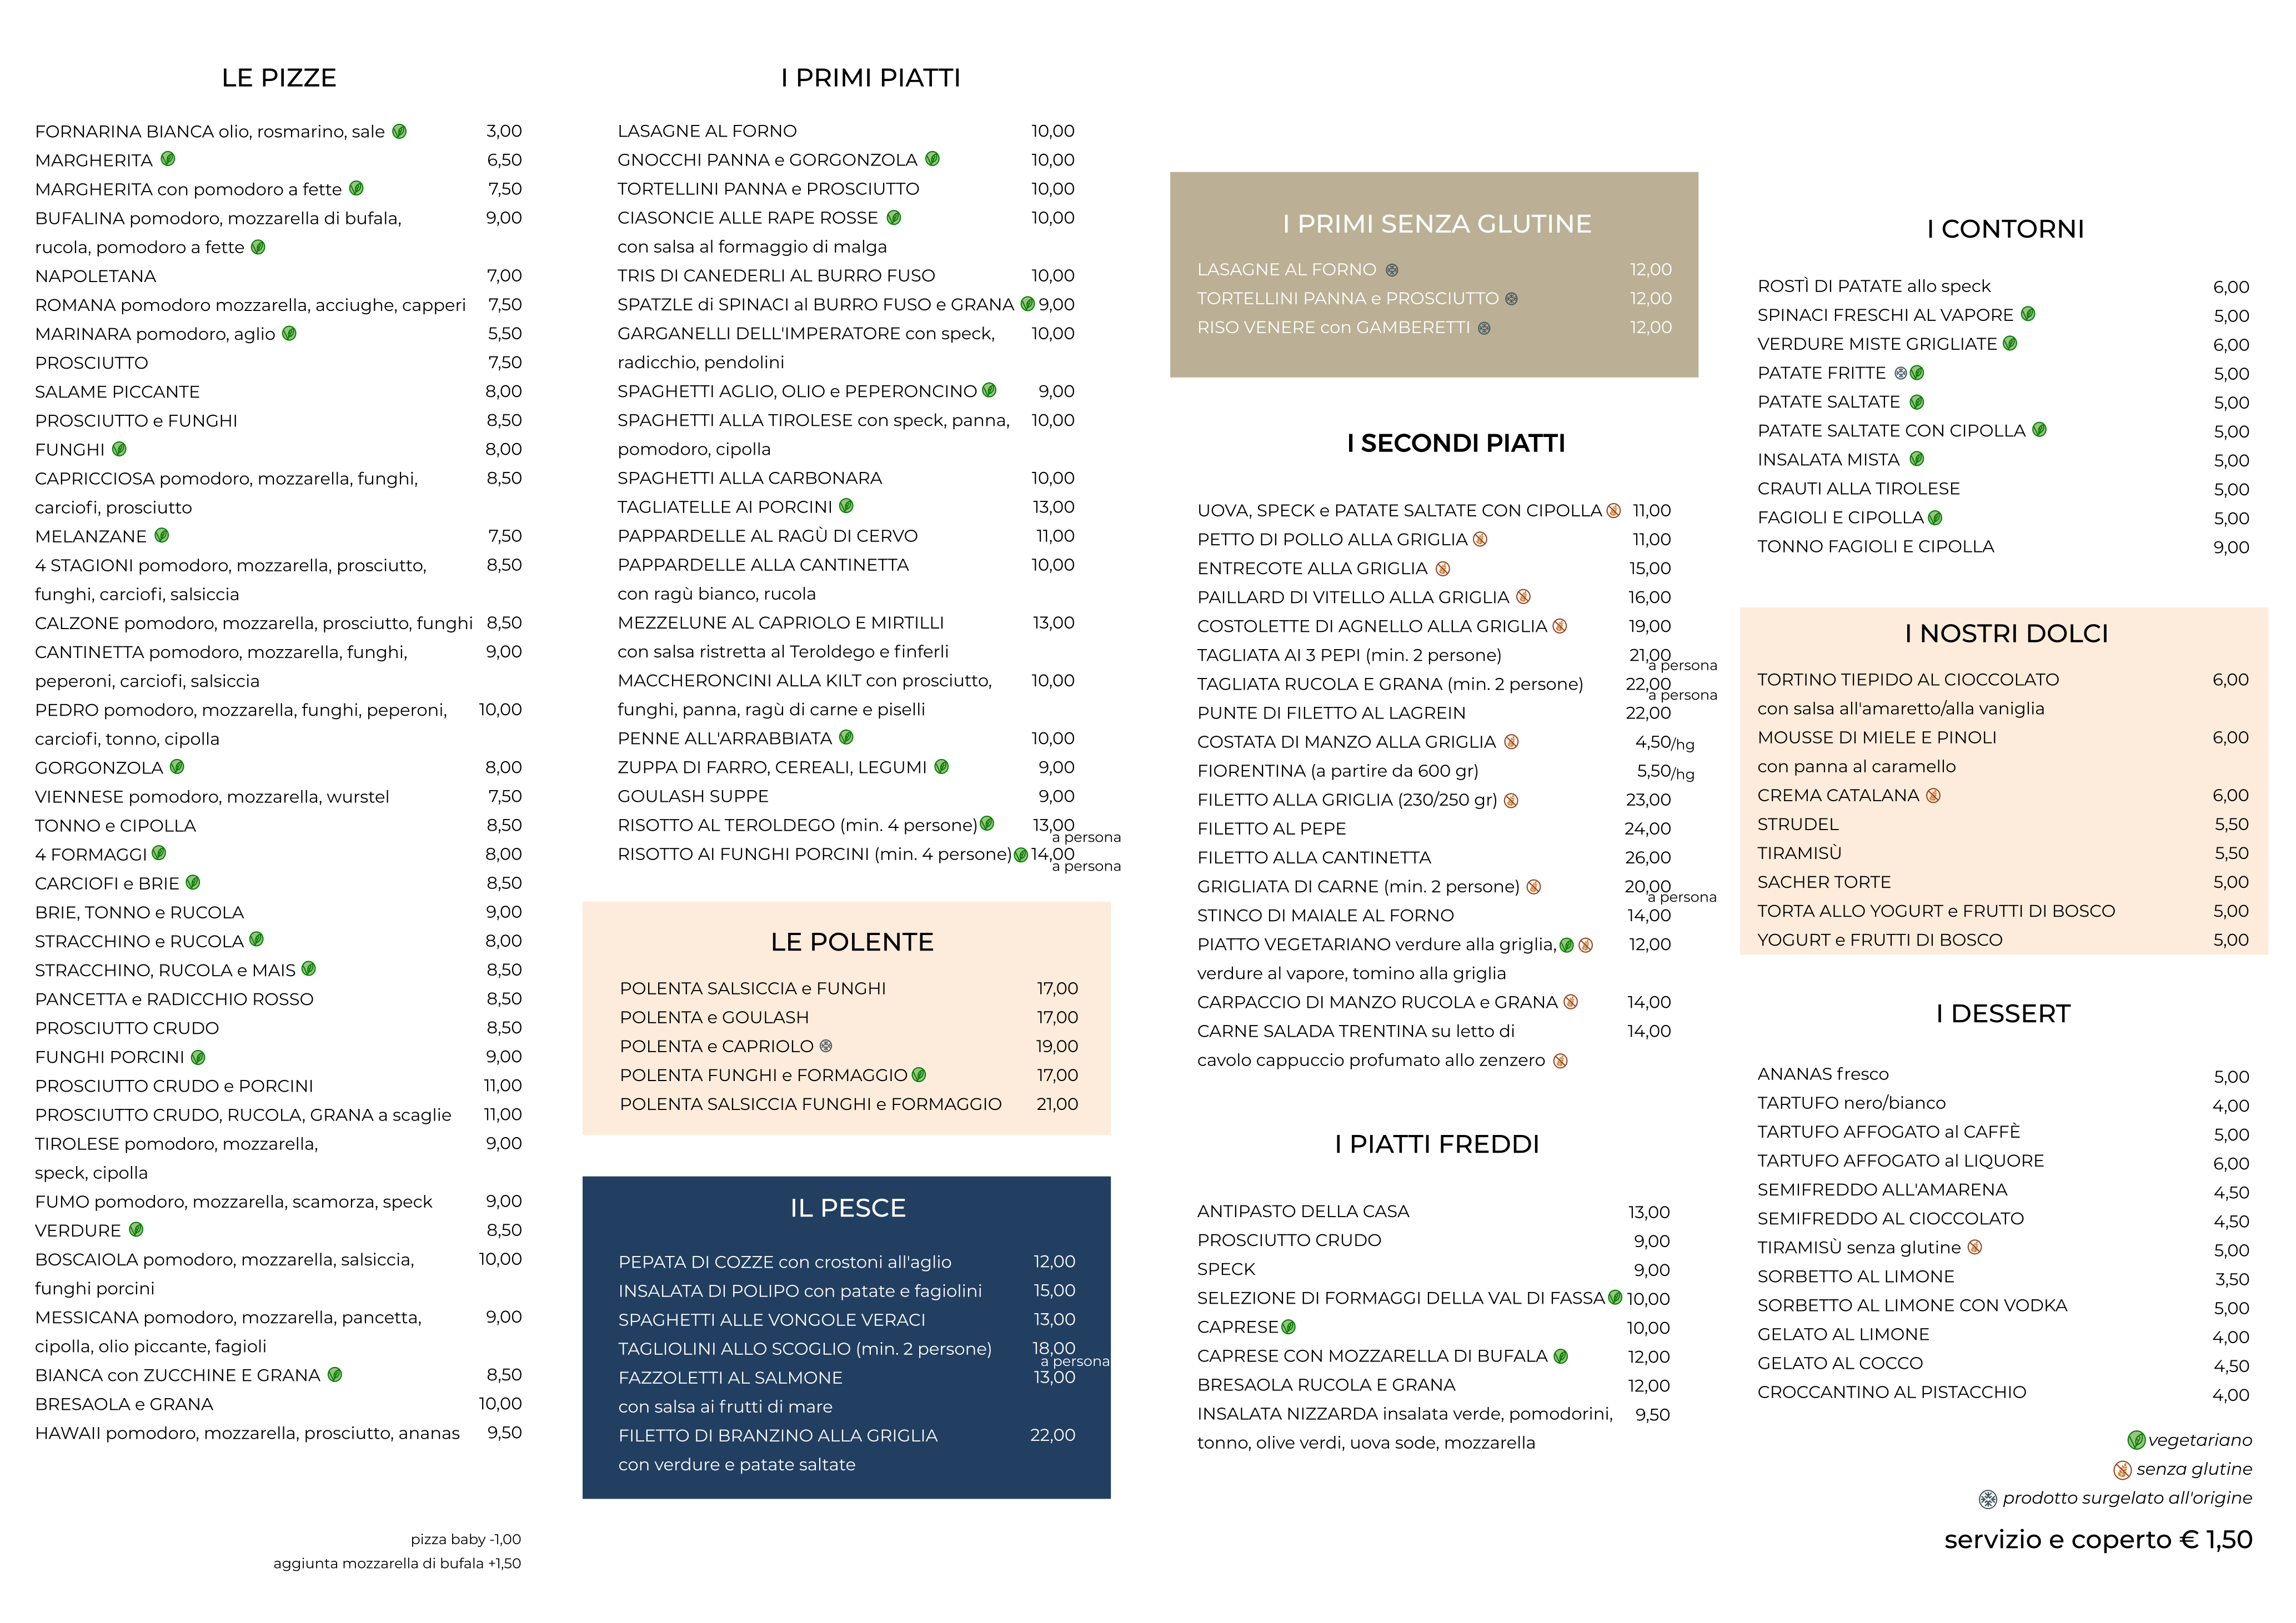 LE PIZZE
FORNARINA BIANCA olio, rosmarino, sale 3,00
MARGHERITA 6,50
MARGHERITA con pomodoro a fette 7,50
BUFALINA pomodoro, mozzarella di bufala, 9,00
rucola, pomodoro a fette
NAPOLETANA 7,00
ROMANA pomodoro mozzarella, acciughe, capperi 7,50
MARINARA pomodoro, aglio 5,50
PROSCIUTTO 7,50
SALAME PICCANTE 8,00
PROSCIUTTO e FUNGHI 8,50
FUNGHI 8,00
CAPRICCIOSA pomodoro, mozzarella, funghi, 8,50
carciofi, prosciutto
MELANZANE 7,50
4 STAGIONI pomodoro, mozzarella, prosciutto, 8,50
funghi, carciofi, salsiccia
CALZONE pomodoro, mozzarella, prosciutto, funghi 8,50
CANTINETTA pomodoro, mozzarella, funghi, 9,00
peperoni, carciofi, salsiccia
PEDRO pomodoro, mozzarella, funghi, peperoni, 10,00
carciofi, tonno, cipolla
GORGONZOLA 8,00
VIENNESE pomodoro, mozzarella, wurstel 7,50
TONNO e CIPOLLA 8,50
4 FORMAGGI 8,00
CARCIOFI e BRIE 8,50
BRIE, TONNO e RUCOLA 9,00
STRACCHINO e RUCOLA 8,00
STRACCHINO, RUCOLA e MAIS 8,50
PANCETTA e RADICCHIO ROSSO 8,50
PROSCIUTTO CRUDO 8,50
FUNGHI PORCINI 9,00
PROSCIUTTO CRUDO e PORCINI 11,00
PROSCIUTTO CRUDO, RUCOLA, GRANA a scaglie 11,00
TIROLESE pomodoro, mozzarella, 9,00
speck, cipolla
FUMO pomodoro, mozzarella, scamorza, speck 9,00
VERDURE 8,50
BOSCAIOLA pomodoro, mozzarella, salsiccia, 10,00
funghi porcini
MESSICANA pomodoro, mozzarella, pancetta, 9,00
cipolla, olio piccante, fagioli
BIANCA con ZUCCHINE E GRANA 8,50
BRESAOLA e GRANA 10,00
HAWAII pomodoro, mozzarella, prosciutto, ananas 9,50
pizza baby -1,00
aggiunta mozzarella di bufala +1,50
I PRIMI PIATTI
LASAGNE AL FORNO 10,00
GNOCCHI PANNA e GORGONZOLA 10,00
TORTELLINI PANNA e PROSCIUTTO 10,00
CIASONCIE ALLE RAPE ROSSE 10,00
con salsa al formaggio di malga
TRIS DI CANEDERLI AL BURRO FUSO 10,00
SPATZLE di SPINACI al BURRO FUSO e GRANA 9,00
GARGANELLI DELL'IMPERATORE con speck, 10,00
radicchio, pendolini
SPAGHETTI AGLIO, OLIO e PEPERONCINO 9,00
SPAGHETTI ALLA TIROLESE con speck, panna, 10,00
pomodoro, cipolla
SPAGHETTI ALLA CARBONARA 10,00
TAGLIATELLE AI PORCINI 13,00
PAPPARDELLE AL RAGÙ DI CERVO 11,00
PAPPARDELLE ALLA CANTINETTA 10,00
con ragù bianco, rucola
MEZZELUNE AL CAPRIOLO E MIRTILLI 13,00
con salsa ristretta al Teroldego e finferli
MACCHERONCINI ALLA KILT con prosciutto, 10,00
funghi, panna, ragù di carne e piselli
PENNE ALL'ARRABBIATA 10,00
ZUPPA DI FARRO, CEREALI, LEGUMI 9,00
GOULASH SUPPE 9,00
RISOTTO AL TEROLDEGO (min. 4 persone) 13,00
a persona
RISOTTO AI FUNGHI PORCINI (min. 4 persone) 14,00
a persona
LE POLENTE
POLENTA SALSICCIA e FUNGHI 17,00
POLENTA e GOULASH 17,00
POLENTA e CAPRIOLO 19,00
POLENTA FUNGHI e FORMAGGIO 17,00
POLENTA SALSICCIA FUNGHI e FORMAGGIO 21,00
IL PESCE
PEPATA DI COZZE con crostoni all'aglio 12,00
INSALATA DI POLIPO con patate e fagiolini 15,00
SPAGHETTI ALLE VONGOLE VERACI 13,00
TAGLIOLINI ALLO SCOGLIO (min. 2 persone) 18,00
a persona
FAZZOLETTI AL SALMONE 13,00
con salsa ai frutti di mare
FILETTO DI BRANZINO ALLA GRIGLIA 22,00
con verdure e patate saltate
I PRIMI SENZA GLUTINE
LASAGNE AL FORNO 12,00
TORTELLINI PANNA e PROSCIUTTO 12,00
RISO VENERE con GAMBERETTI 12,00
I SECONDI PIATTI
UOVA, SPECK e PATATE SALTATE CON CIPOLLA 11,00
PETTO DI POLLO ALLA GRIGLIA 11,00
ENTRECOTE ALLA GRIGLIA 15,00
PAILLARD DI VITELLO ALLA GRIGLIA 16,00
COSTOLETTE DI AGNELLO ALLA GRIGLIA 19,00
TAGLIATA AI 3 PEPI (min. 2 persone) 21,00
a persona
TAGLIATA RUCOLA E GRANA (min. 2 persone) 22,00
a persona
PUNTE DI FILETTO AL LAGREIN 22,00
COSTATA DI MANZO ALLA GRIGLIA 4,50/hg
FIORENTINA (a partire da 600 gr) 5,50/hg
FILETTO ALLA GRIGLIA (230/250 gr) 23,00
FILETTO AL PEPE 24,00
FILETTO ALLA CANTINETTA 26,00
GRIGLIATA DI CARNE (min. 2 persone) 20,00
a persona
STINCO DI MAIALE AL FORNO 14,00
PIATTO VEGETARIANO verdure alla griglia, 12,00
verdure al vapore, tomino alla griglia
CARPACCIO DI MANZO RUCOLA e GRANA 14,00
CARNE SALADA TRENTINA su letto di 14,00
cavolo cappuccio profumato allo zenzero
I PIATTI FREDDI
ANTIPASTO DELLA CASA 13,00
PROSCIUTTO CRUDO 9,00
SPECK 9,00
SELEZIONE DI FORMAGGI DELLA VAL DI FASSA 10,00
CAPRESE 10,00
CAPRESE CON MOZZARELLA DI BUFALA 12,00
BRESAOLA RUCOLA E GRANA 12,00
INSALATA NIZZARDA insalata verde, pomodorini, 9,50
tonno, olive verdi, uova sode, mozzarella
I CONTORNI
ROSTÌ DI PATATE allo speck 6,00
SPINACI FRESCHI AL VAPORE 5,00
VERDURE MISTE GRIGLIATE 6,00
PATATE FRITTE 5,00
PATATE SALTATE 5,00
PATATE SALTATE CON CIPOLLA 5,00
INSALATA MISTA 5,00
CRAUTI ALLA TIROLESE 5,00
FAGIOLI E CIPOLLA 5,00
TONNO FAGIOLI E CIPOLLA 9,00
I NOSTRI DOLCI
TORTINO TIEPIDO AL CIOCCOLATO 6,00
con salsa all'amaretto/alla vaniglia
MOUSSE DI MIELE E PINOLI 6,00
con panna al caramello
CREMA CATALANA 6,00
STRUDEL 5,50
TIRAMISÙ 5,50
SACHER TORTE 5,00
TORTA ALLO YOGURT e FRUTTI DI BOSCO 5,00
YOGURT e FRUTTI DI BOSCO 5,00
I DESSERT
ANANAS fresco 5,00
TARTUFO nero/bianco 4,00
TARTUFO AFFOGATO al CAFFÈ 5,00
TARTUFO AFFOGATO al LIQUORE 6,00
SEMIFREDDO ALL'AMARENA 4,50
SEMIFREDDO AL CIOCCOLATO 4,50
TIRAMISÙ senza glutine 5,00
SORBETTO AL LIMONE 3,50
SORBETTO AL LIMONE CON VODKA 5,00
GELATO AL LIMONE 4,00
GELATO AL COCCO 4,50
CROCCANTINO AL PISTACCHIO 4,00
vegetariano
senza glutine
prodotto surgelato all'origine
servizio e coperto € 1,50